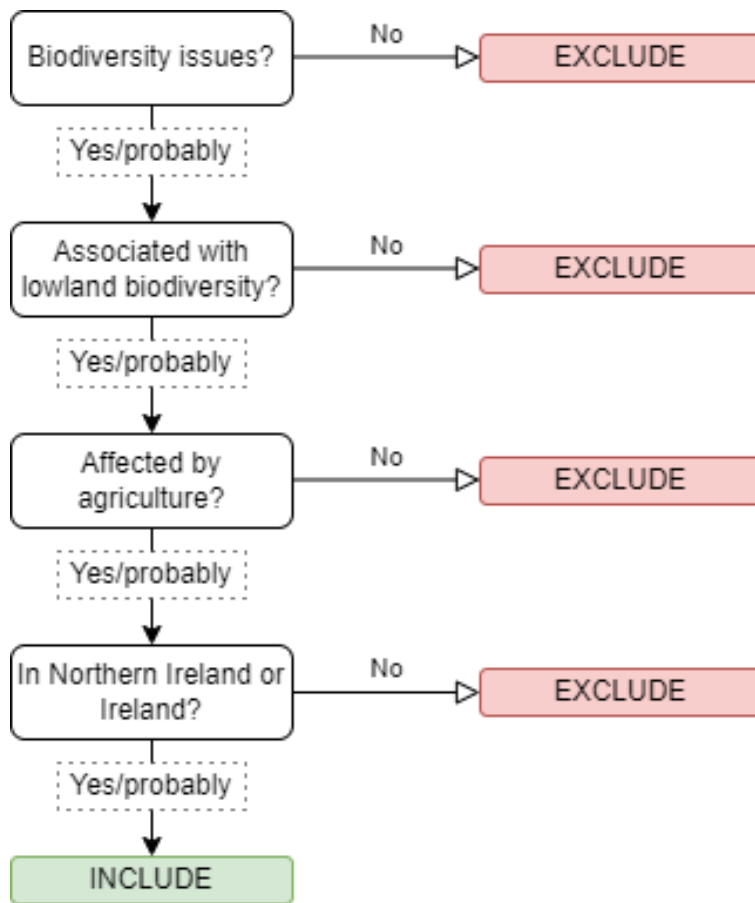 No
Biodiversity issues?
EXCLUDE
Yes/probably
No
Associated with
lowland biodiversity?
EXCLUDE
Yes/probably
No
Affected by
agriculture?
EXCLUDE
Yes/probably
No
In Northern Ireland or
Ireland?
EXCLUDE
Yes/probably
INCLUDE